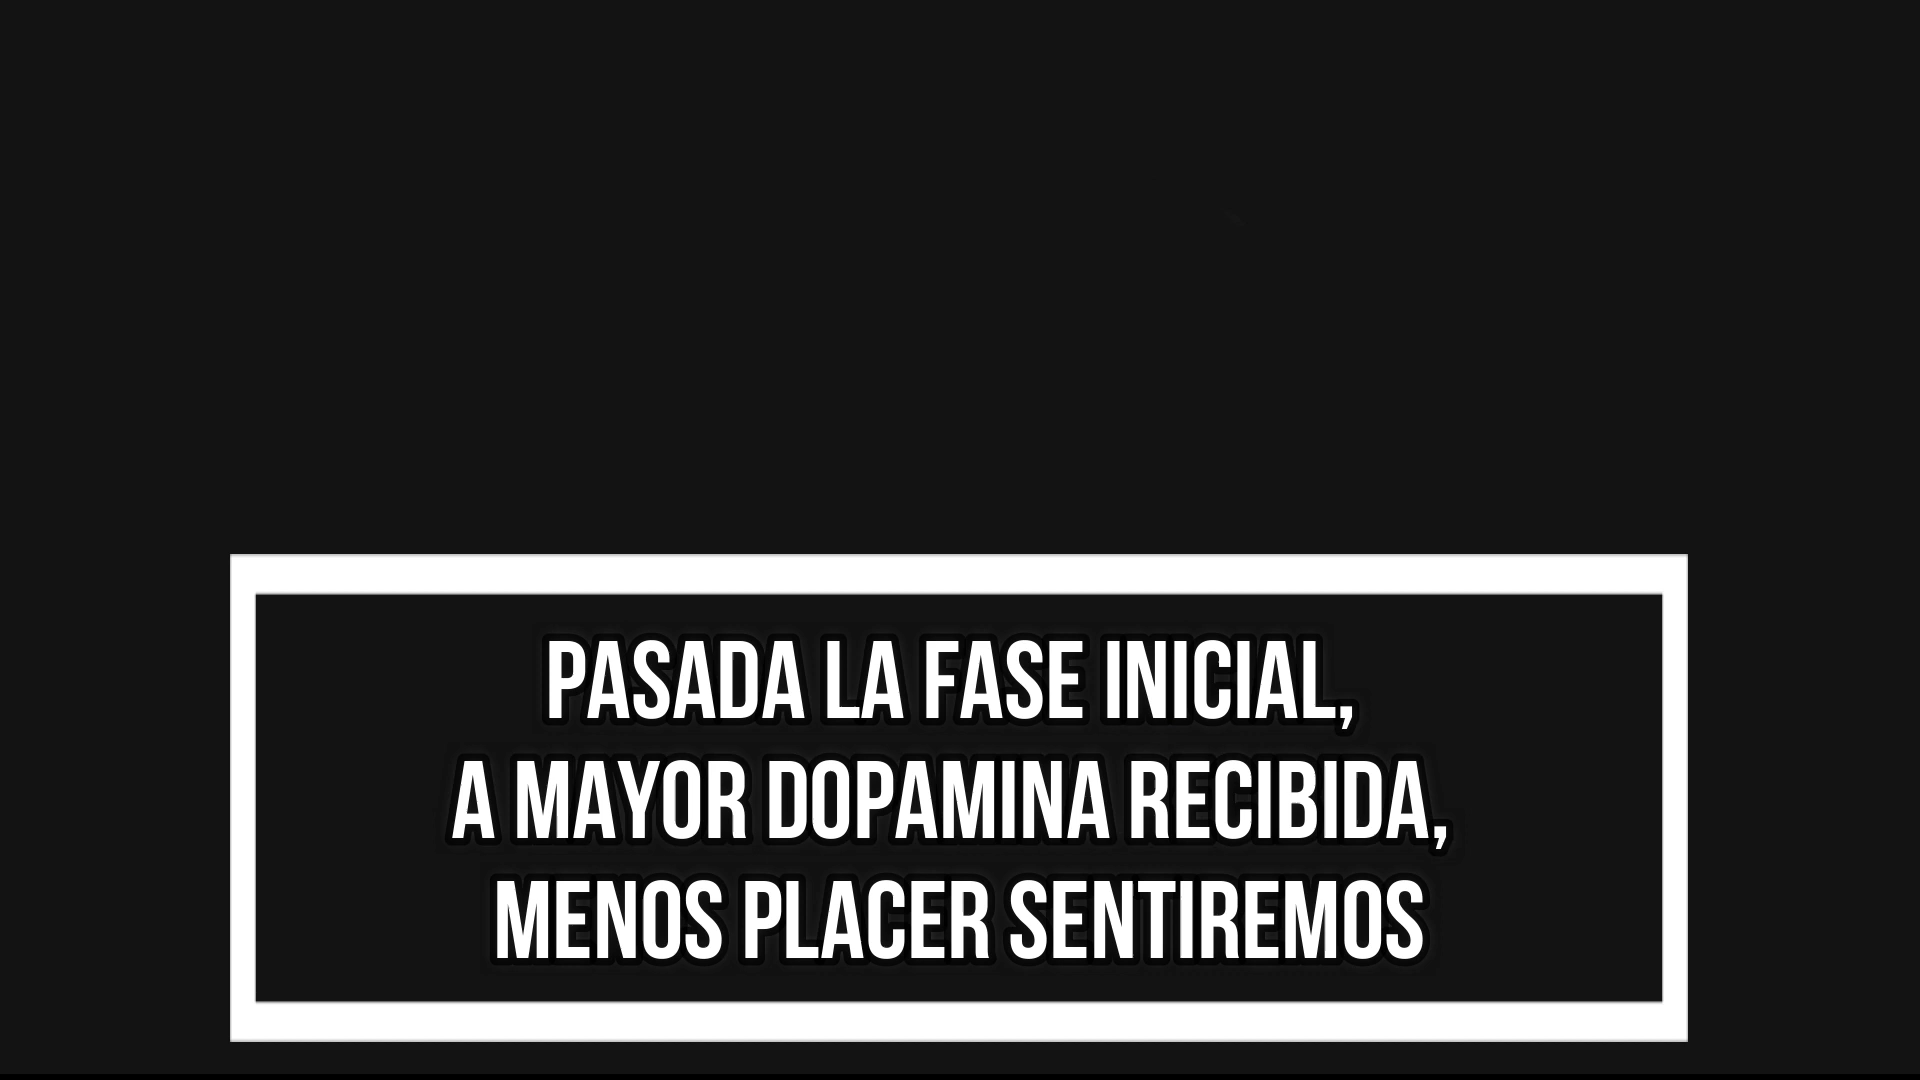 PASADA LA FASE INICIAL,
A MAYOR DOPAMINA RECIBIDA,
MENOS PLACER SENTIREMOS